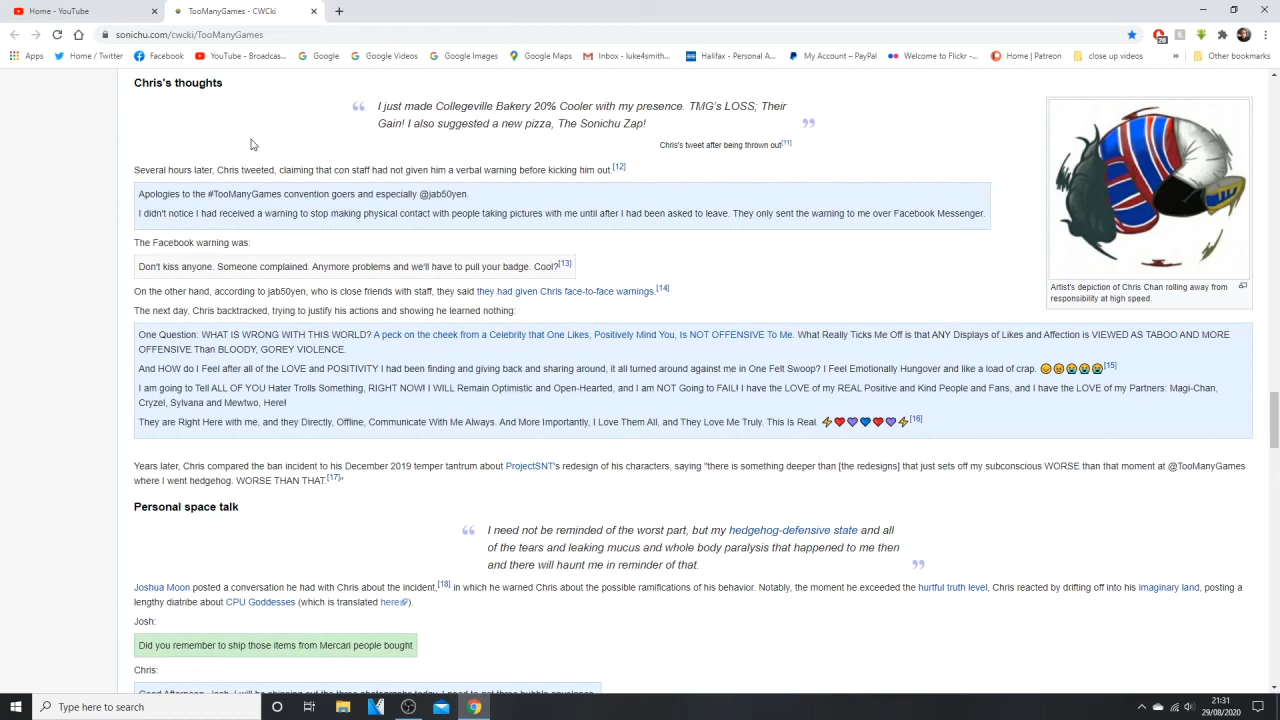 Home - YouTube
TooManyGames - CWCki
sonichu.com/cwcki/TooManyGames
Apps
Home / Twitter
Facebook
YouTube - Broadcas...
Google
Google Videos
Google Images
Google Maps
Inbox - luke4smith...
Halifax - Personal A...
My Account – PayPal
Welcome to Flickr -...
Home | Patreon
close up videos
»
Other bookmarks
Chris's thoughts
“ I just made Collegeville Bakery 20% Cooler with my presence. TMG's LOSS; Their
Gain! I also suggested a new pizza, The Sonichu Zap! ”
Chris's tweet after being thrown out[11]
Several hours later, Chris tweeted, claiming that con staff had not given him a verbal warning before kicking him out.[12]
Apologies to the #TooManyGames convention goers and especially @jab50yen.
I didn't notice I had received a warning to stop making physical contact with people taking pictures with me until after I had been asked to leave. They only sent the warning to me over Facebook Messenger.
Artist's depiction of Chris Chan rolling away from
responsibility at high speed.
The Facebook warning was:
Don't kiss anyone. Someone complained. Anymore problems and we'll have to pull your badge. Cool?[13]
On the other hand, according to jab50yen, who is close friends with staff, they said they had given Chris face-to-face warnings.[14]
The next day, Chris backtracked, trying to justify his actions and showing he learned nothing:
One Question: WHAT IS WRONG WITH THIS WORLD? A peck on the cheek from a Celebrity that One Likes, Positively Mind You, Is NOT OFFENSIVE To Me. What Really Ticks Me Off is that ANY Displays of Likes and Affection is VIEWED AS TABOO AND MORE
OFFENSIVE Than BLOODY, GOREY VIOLENCE.
And HOW do I Feel after all of the LOVE and POSITIVITY I had been finding and giving back and sharing around, it all turned around against me in One Felt Swoop? I Feel Emotionally Hungover and like a load of crap. [15]
I am going to Tell ALL OF YOU Hater Trolls Something, RIGHT NOW! I WILL Remain Optimistic and Open-Hearted, and I am NOT Going to FAIL! I have the LOVE of my REAL Positive and Kind People and Fans, and I have the LOVE of my Partners: Magi-Chan,
Cryzel, Sylvana and Mewtwo, Here!
They are Right Here with me, and they Directly, Offline, Communicate With Me Always. And More Importantly, I Love Them All, and They Love Me Truly. This Is Real. ⚡❤💜💙❤💜⚡[16]
Years later, Chris compared the ban incident to his December 2019 temper tantrum about ProjectSNT's redesign of his characters, saying "there is something deeper than [the redesigns] that just sets off my subconscious WORSE than that moment at @TooManyGames
where I went hedgehog. WORSE THAN THAT.[17]"
Personal space talk
“ I need not be reminded of the worst part, but my hedgehog-defensive state and all
of the tears and leaking mucus and whole body paralysis that happened to me then
and there will haunt me in reminder of that. ”
Joshua Moon posted a conversation he had with Chris about the incident,[18] in which he warned Chris about the possible ramifications of his behavior. Notably, the moment he exceeded the hurtful truth level, Chris reacted by drifting off into his imaginary land, posting a
lengthy diatribe about CPU Goddesses (which is translated here).
Josh:
Did you remember to ship those items from Mercari people bought
Chris:
Good Afternoon, Josh. I will be shipping out the three photographs today. I need to get three bubble envelopes.
Type here to search
21:31
29/08/2020